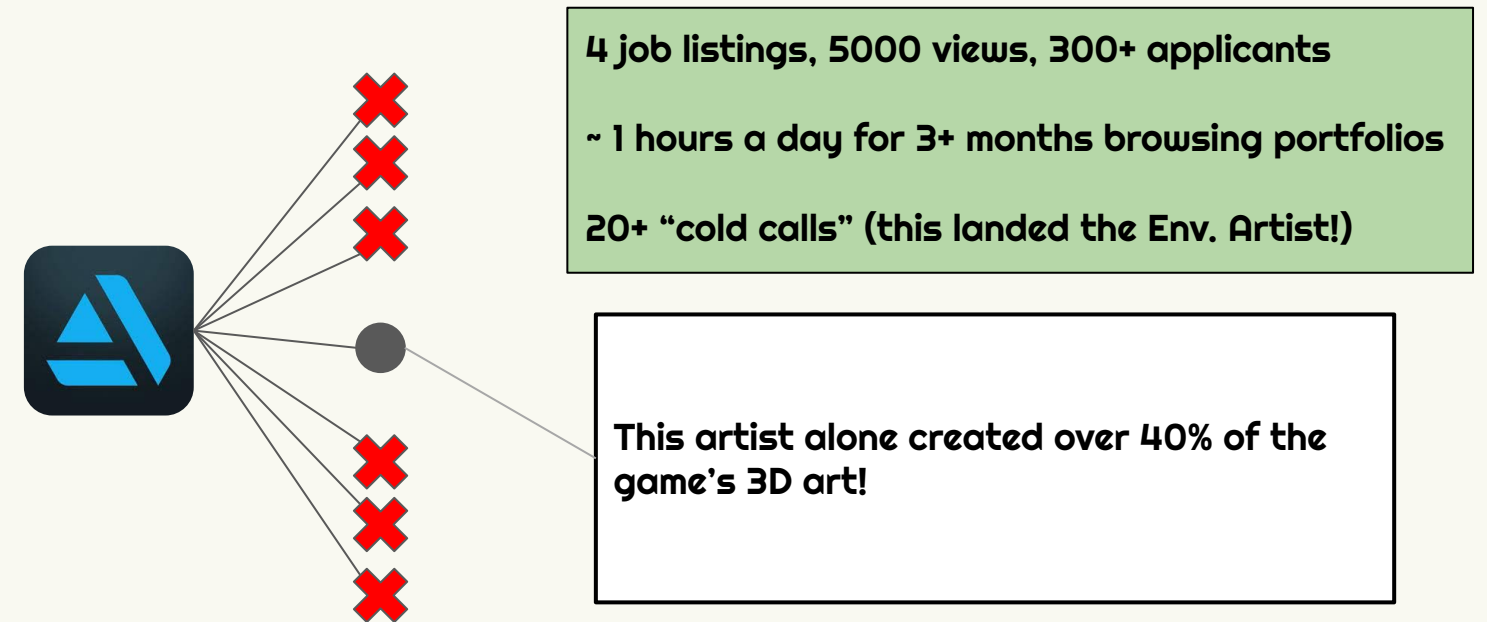 4 job listings, 5000 views, 300+ applicants
~ 1 hours a day for 3+ months browsing portfolios
20+ “cold calls” (this landed the Env. Artist!)
This artist alone created over 40% of the
game’s 3D art!